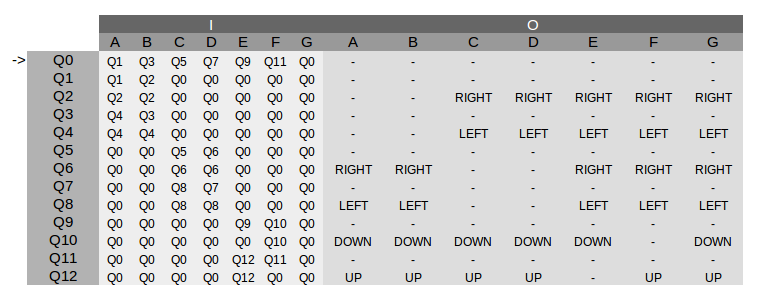 I O
A B C D E F G A B C D E F G
-> Q0 Q1 Q3 Q5 Q7 Q9 Q11 Q0 - - - - - - -
Q1 Q1 Q2 Q0 Q0 Q0 Q0 Q0 - - - - - - -
Q2 Q2 Q2 Q0 Q0 Q0 Q0 Q0 - - RIGHT RIGHT RIGHT RIGHT RIGHT
Q3 Q4 Q3 Q0 Q0 Q0 Q0 Q0 - - - - - - -
Q4 Q4 Q4 Q0 Q0 Q0 Q0 Q0 - - LEFT LEFT LEFT LEFT LEFT
Q5 Q0 Q0 Q5 Q6 Q0 Q0 Q0 - - - - - - -
Q6 Q0 Q0 Q6 Q6 Q0 Q0 Q0 RIGHT RIGHT - - RIGHT RIGHT RIGHT
Q7 Q0 Q0 Q8 Q7 Q0 Q0 Q0 - - - - - - -
Q8 Q0 Q0 Q8 Q8 Q0 Q0 Q0 LEFT LEFT - - LEFT LEFT LEFT
Q9 Q0 Q0 Q0 Q0 Q9 Q10 Q0 - - - - - - -
Q10 Q0 Q0 Q0 Q0 Q0 Q10 Q0 DOWN DOWN DOWN DOWN DOWN - DOWN
Q11 Q0 Q0 Q0 Q0 Q12 Q11 Q0 - - - - - - -
Q12 Q0 Q0 Q0 Q0 Q12 Q0 Q0 UP UP UP UP - UP UP